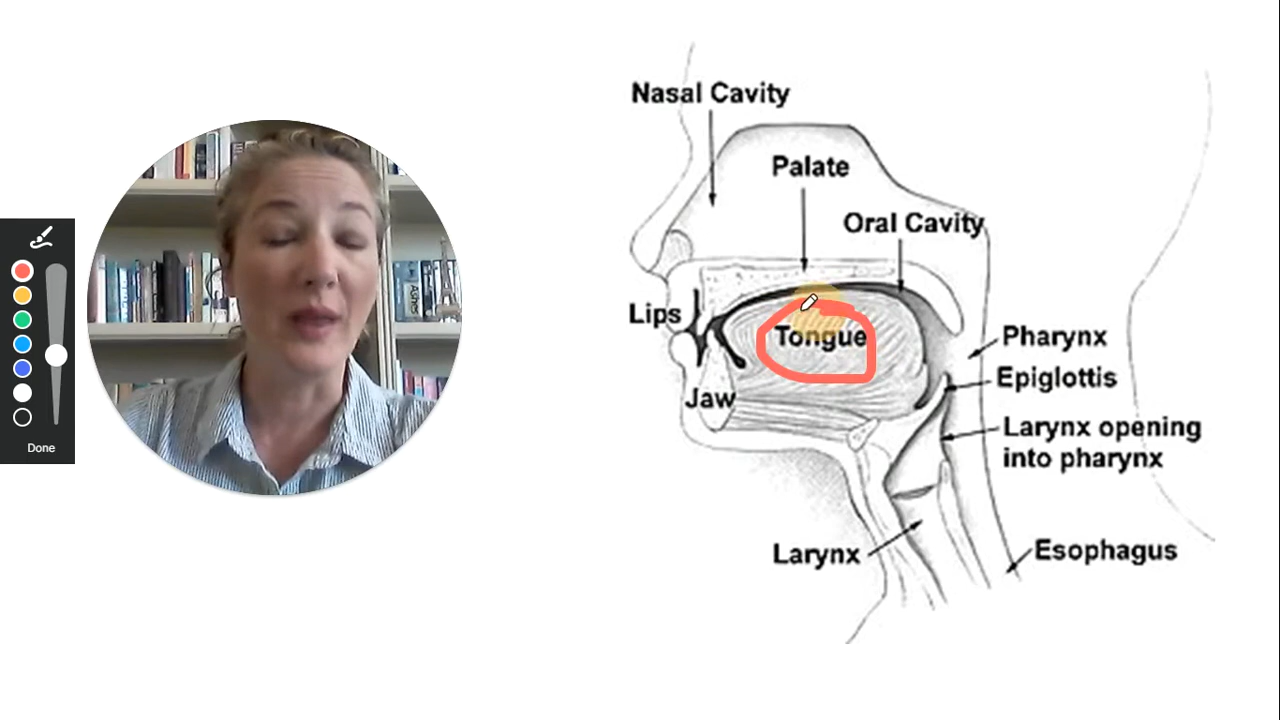 Nasal Cavity
Palate
Oral Cavity
Lips
Tongue
Pharynx
Epiglottis
Jaw
Larynx opening
into pharynx
Larynx
Esophagus
Done